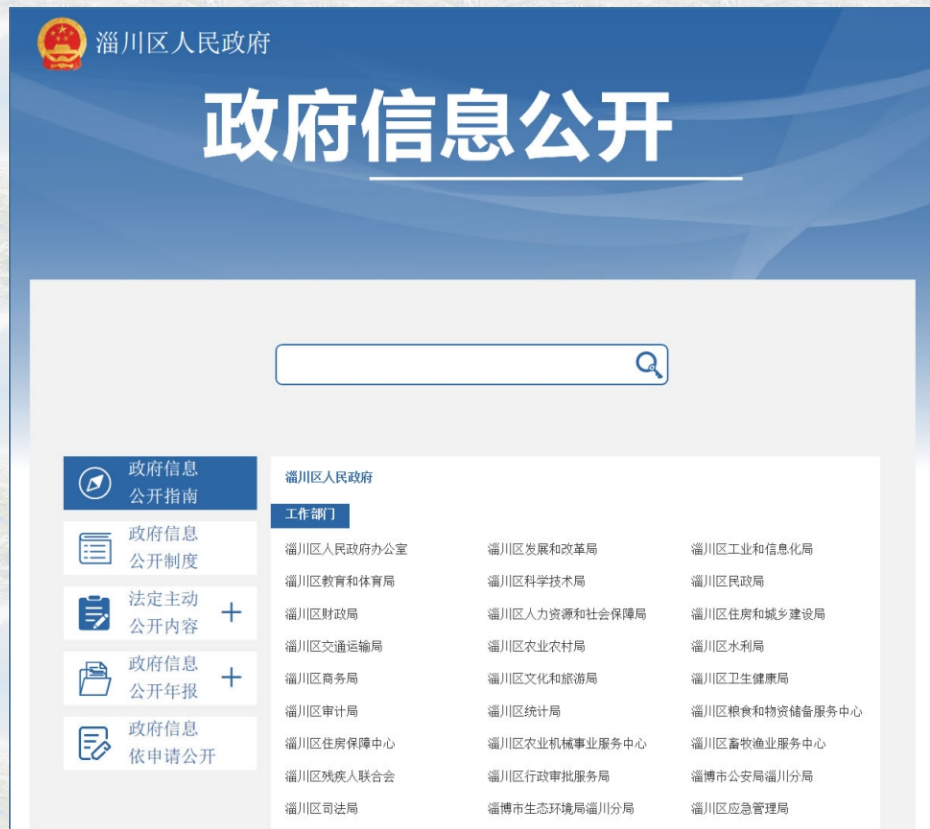 淄川区人民政府
政府信息公开
政府信息
公开指南
政府信息
公开制度
法定主动
公开内容
政府信息
公开年报
政府信息
依申请公开
淄川区人民政府
工作部门
淄川区人民政府办公室 淄川区发展和改革局 淄川区工业和信息化局
淄川区教育和体育局 淄川区科学技术局 淄川区民政局
淄川区财政局 淄川区人力资源和社会保障局 淄川区住房和城乡建设局
淄川区交通运输局 淄川区农业农村局 淄川区水利局
淄川区商务局 淄川区文化和旅游局 淄川区卫生健康局
淄川区审计局 淄川区统计局 淄川区粮食和物资储备服务中心
淄川区住房保障中心 淄川区农业机械事业服务中心 淄川区畜牧渔业服务中心
淄川区残疾人联合会 淄川区行政审批服务局 淄博市公安局淄川分局
淄川区司法局 淄博市生态环境局淄川分局 淄川区应急管理局